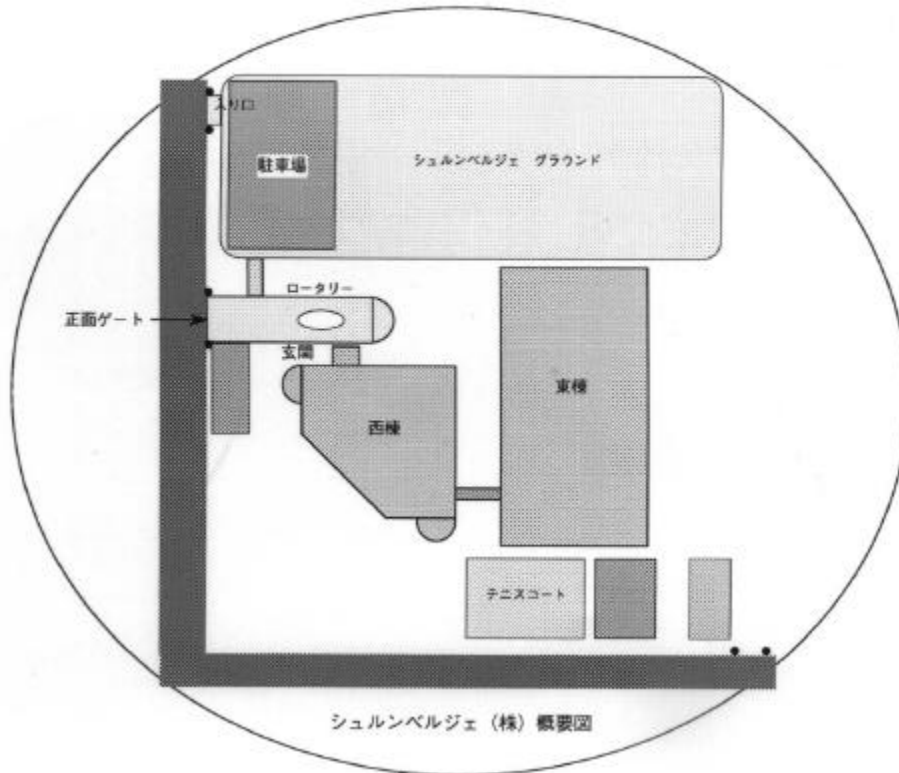 入り口
駐車場
シュルンベルジェ グラウンド
ロータリー
正面ゲート
玄関
西棟
東棟
テニスコート
シュルンベルジェ（株）概要図